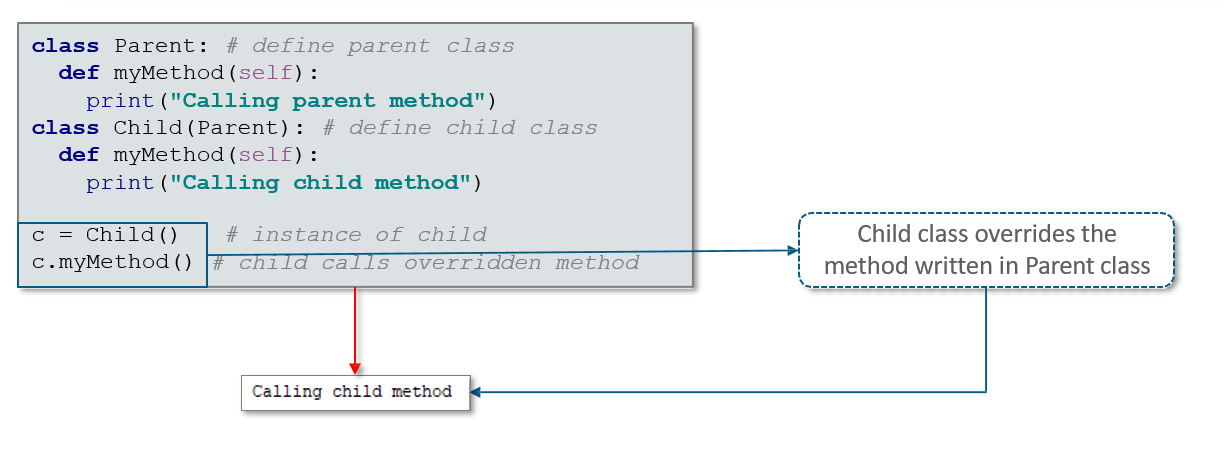 class Parent: # define parent class
  def myMethod(self):
    print("Calling parent method")
class Child(Parent): # define child class
  def myMethod(self):
    print("Calling child method")
c = Child()   # instance of child
c.myMethod() # child calls overridden method
Child class overrides the
method written in Parent class
Calling child method